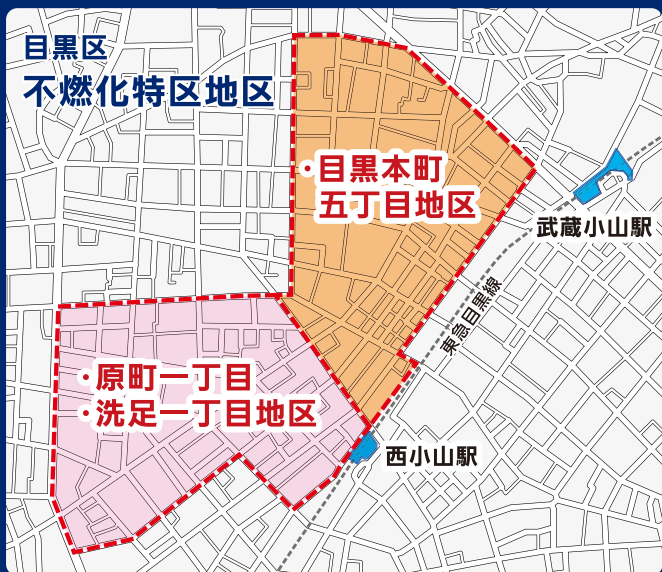 目黒区
不燃化特区地区
・目黒本町
五丁目地区
武蔵小山駅
東急目黒線
・原町一丁目
・洗足一丁目地区
西小山駅